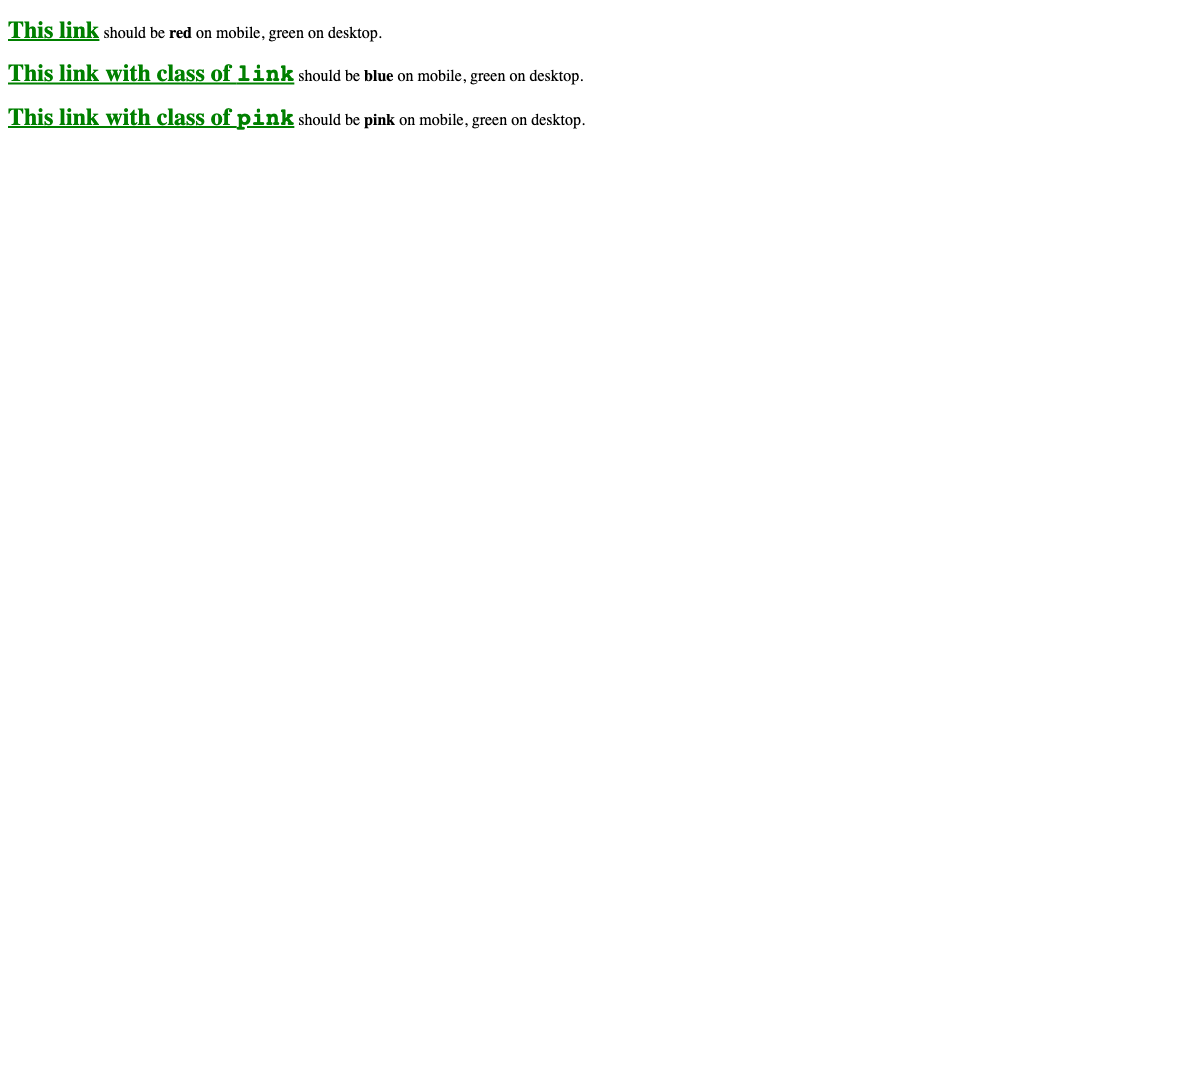 This link should be red on mobile, green on desktop.
This link with class of link should be blue on mobile, green on desktop.
This link with class of pink should be pink on mobile, green on desktop.